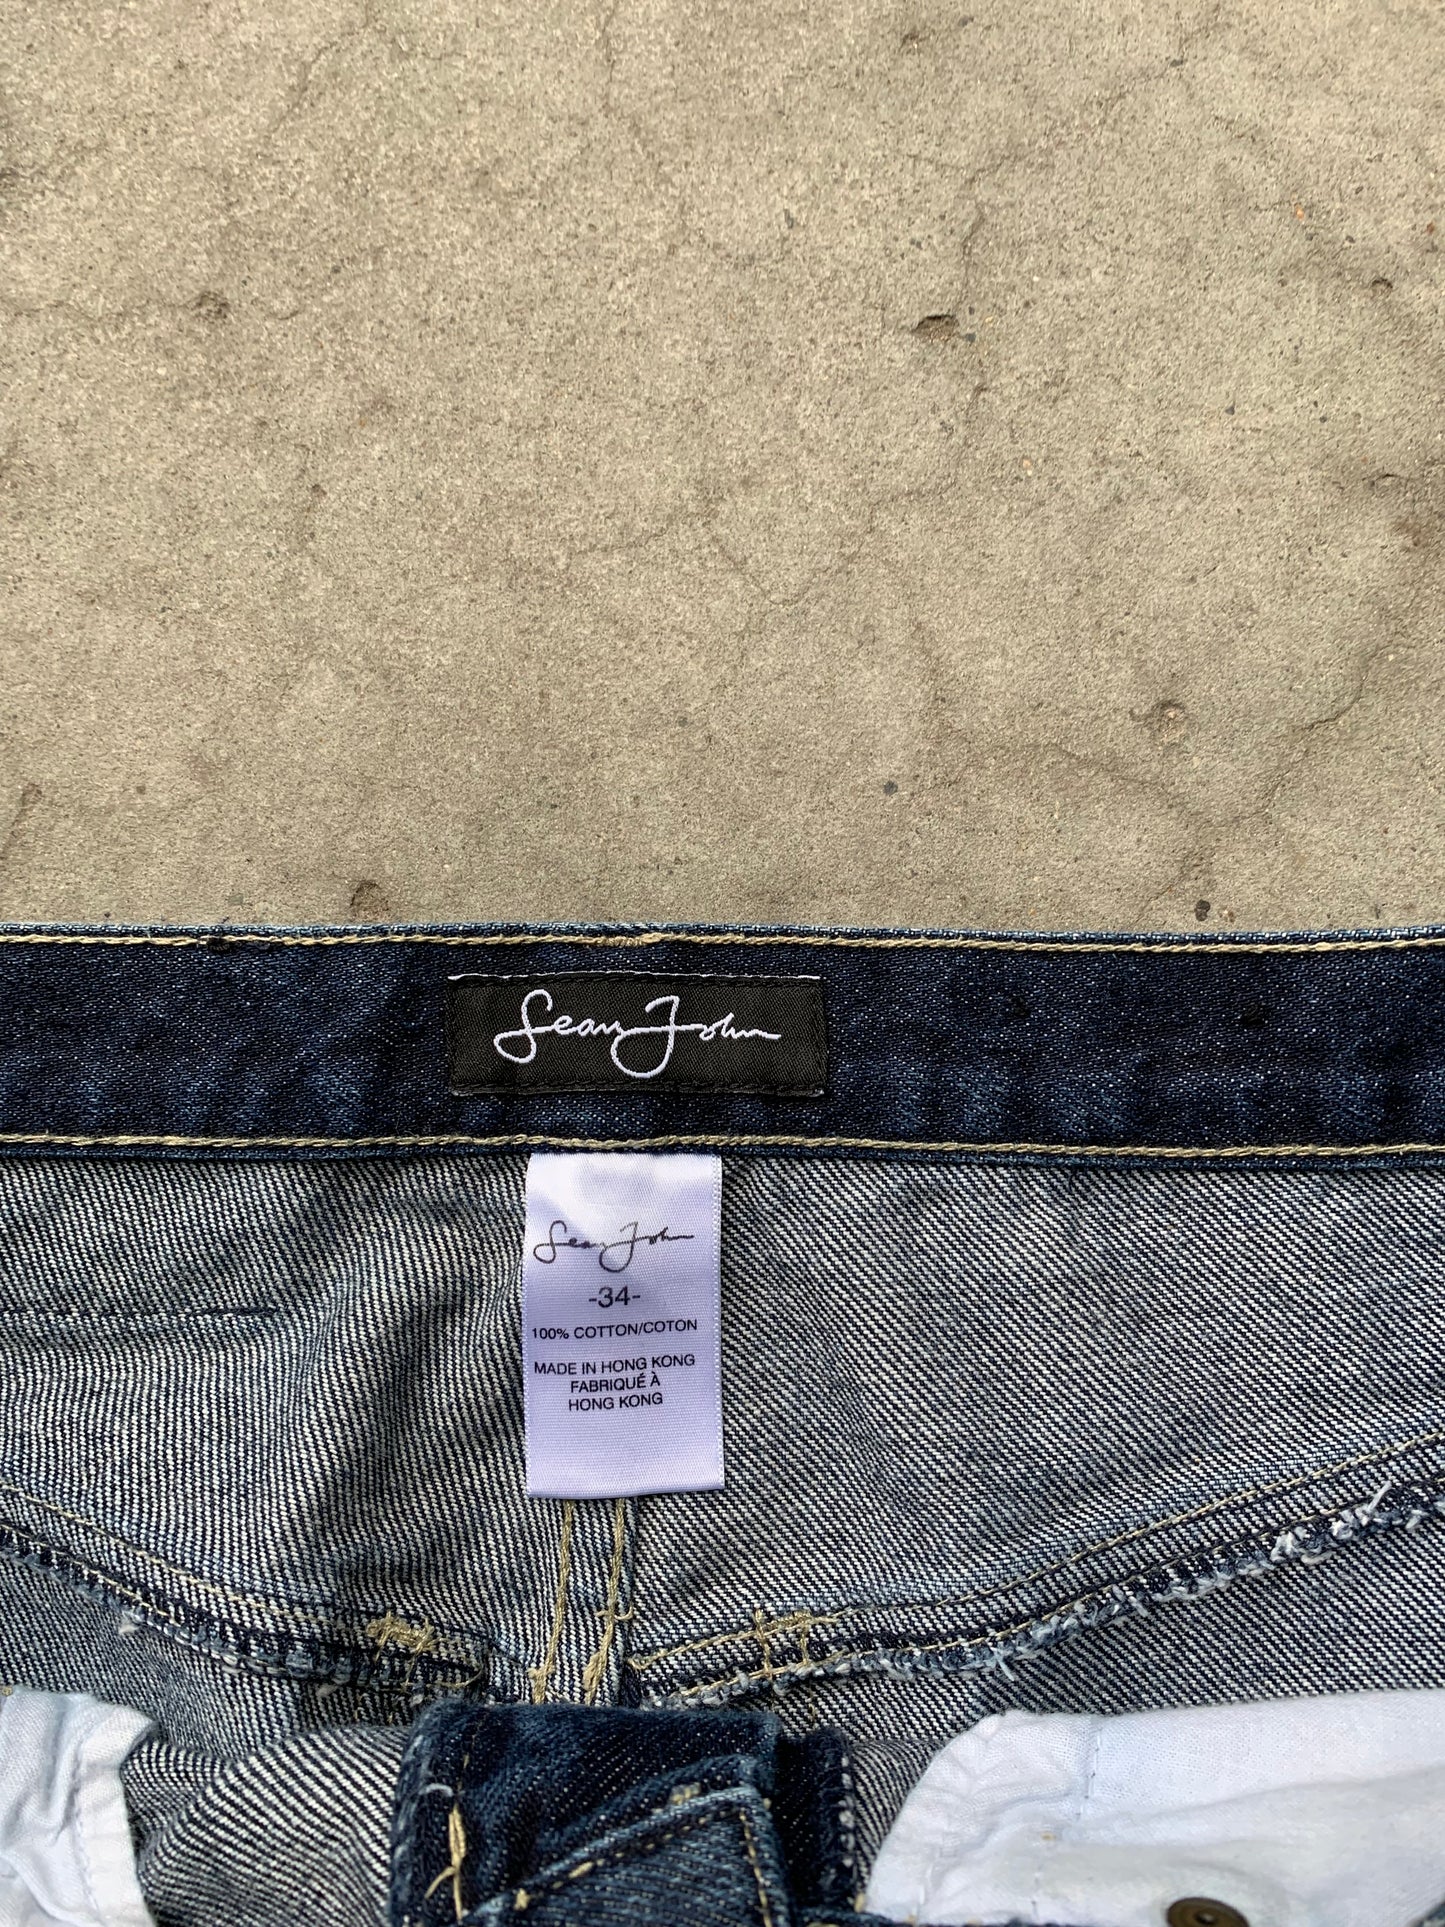 Sean John
Sean John
-34-
100% COTTON/COTON
MADE IN HONG KONG
FABRIQUÉ À
HONG KONG